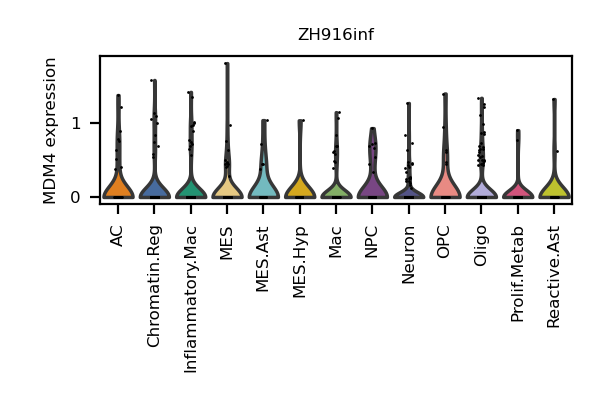 ZH916inf
MDM4 expression
1
0
AC
Chromatin.Reg
Inflammatory.Mac
MES
MES.Ast
MES.Hyp
Mac
NPC
Neuron
OPC
Oligo
Prolif.Metab
Reactive.Ast